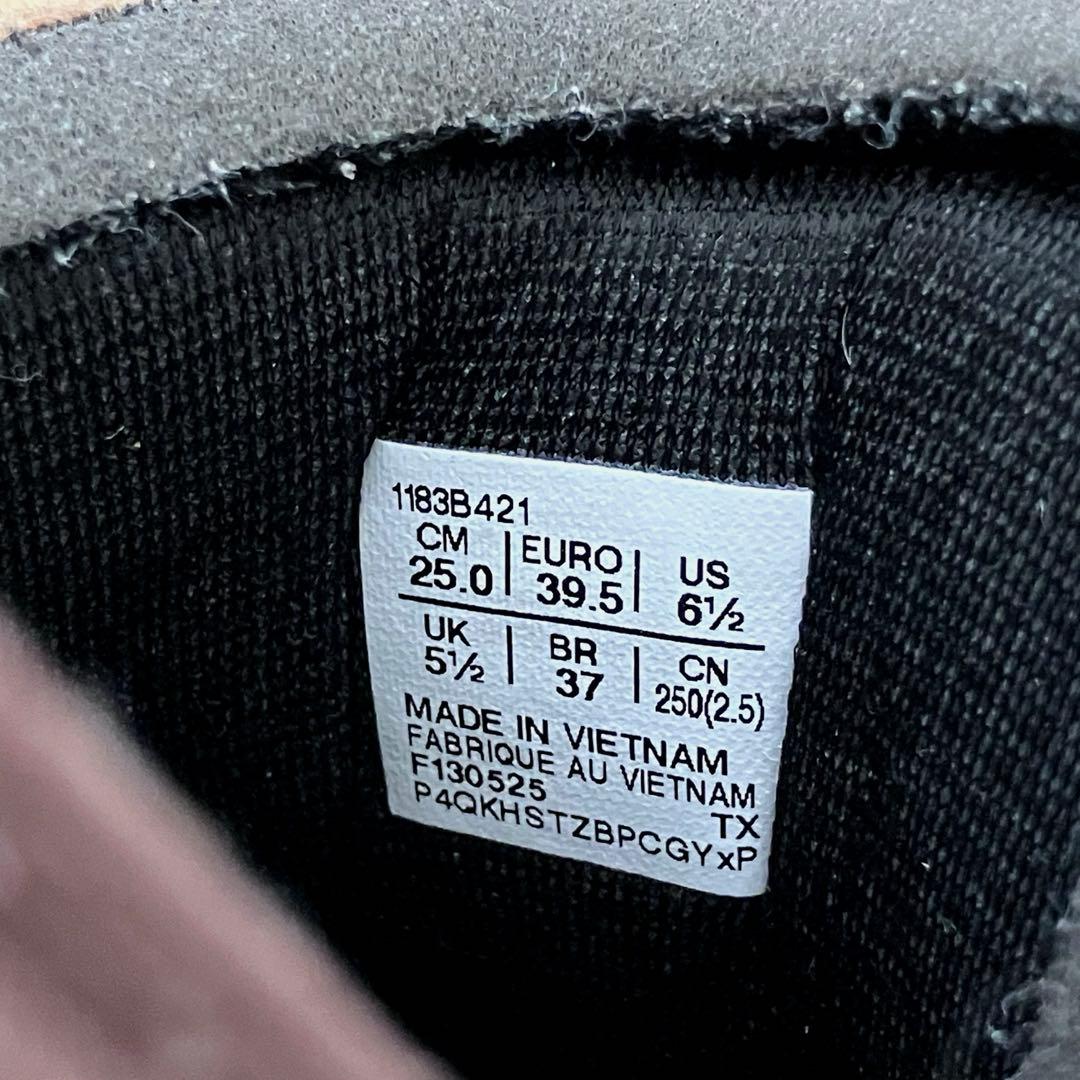 1183B421
CM | EURO | US
25.0 | 39.5 | 6½
UK | BR | CN
5½ | 37 | 250(2.5)
MADE IN VIETNAM
FABRIQUE AU VIETNAM
F130525 TX
P4QKHSTZBPCGYxP